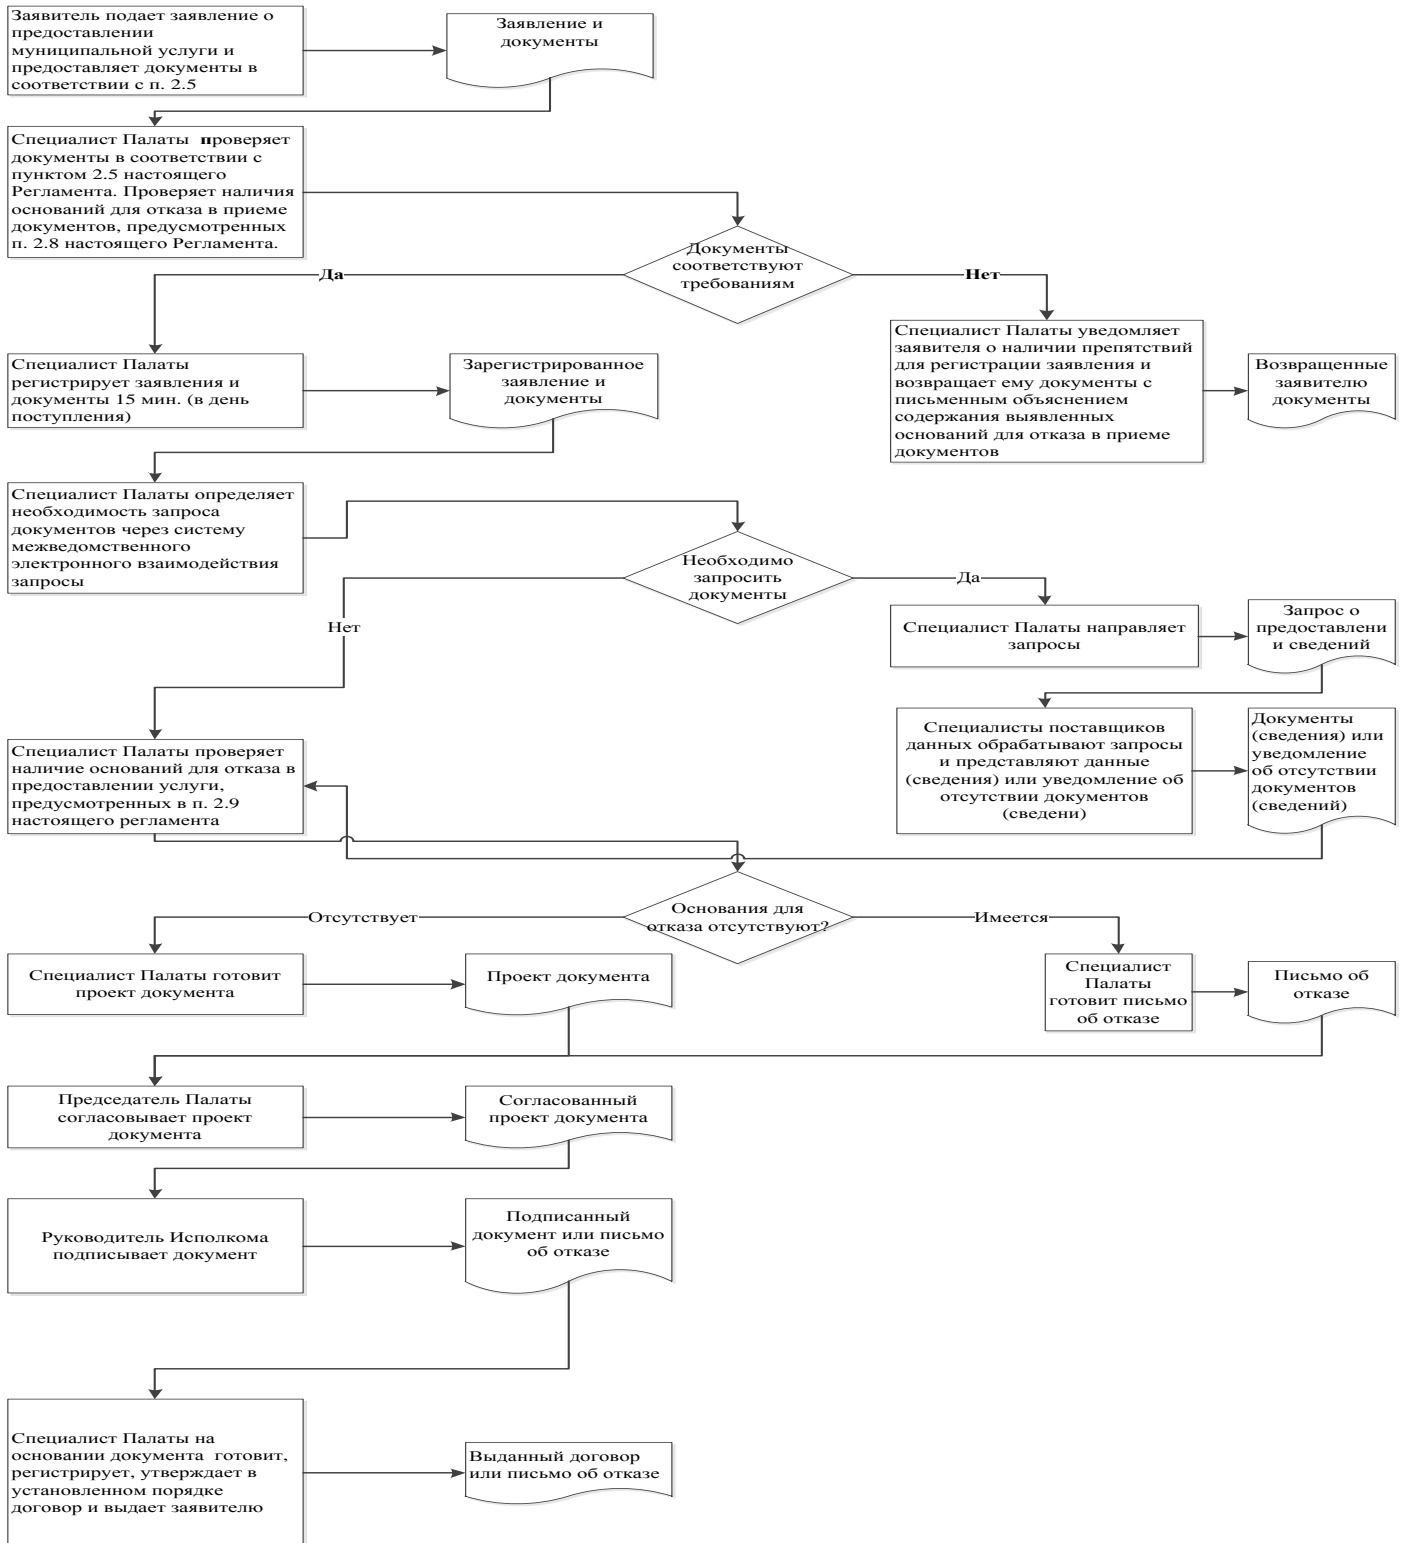 Заявитель подает заявление о
предоставлении
муниципальной услуги и
предоставляет документы в
соответствии с п. 2.5
Заявление и
документы
Специалист Палаты проверяет
документы в соответствии с
пунктом 2.5 настоящего
Регламента. Проверяет наличия
оснований для отказа в приеме
документов, предусмотренных
п. 2.8 настоящего Регламента.
Документы
соответствуют
требованиям
Да
Нет
Специалист Палаты
регистрирует заявления и
документы 15 мин. (в день
поступления)
Зарегистрированное
заявление и
документы
Специалист Палаты уведомляет
заявителя о наличии препятствий
для регистрации заявления и
возвращает ему документы с
письменным объяснением
содержания выявленных
оснований для отказа в приеме
документов
Возвращенные
заявителю
документы
Специалист Палаты определяет
необходимость запроса
документов через систему
межведомственного
электронного взаимодействия
запросы
Необходимо
запросить
документы
Да
Нет
Специалист Палаты направляет
запросы
Запрос о
предоставлени
и сведений
Специалисты поставщиков
данных обрабатывают запросы
и представляют данные
(сведения) или уведомление об
отсутствии документов
(сведени)
Документы
(сведения) или
уведомление
об отсутствии
документов
(сведений)
Специалист Палаты проверяет
наличие оснований для отказа в
предоставлении услуги,
предусмотренных в п. 2.9
настоящего регламента
Основания для
отказа отсутствуют?
Отсутствует
Имеется
Специалист Палаты готовит
проект документа
Проект документа
Специалист
Палаты
готовит письмо
об отказе
Письмо об
отказе
Председатель Палаты
согласовывает проект
документа
Согласованный
проект документа
Руководитель Исполкома
подписывает документ
Подписанный
документ или письмо
об отказе
Специалист Палаты на
основании документа готовит,
регистрирует, утверждает в
установленном порядке
договор и выдает заявителю
Выданный договор
или письмо об отказе